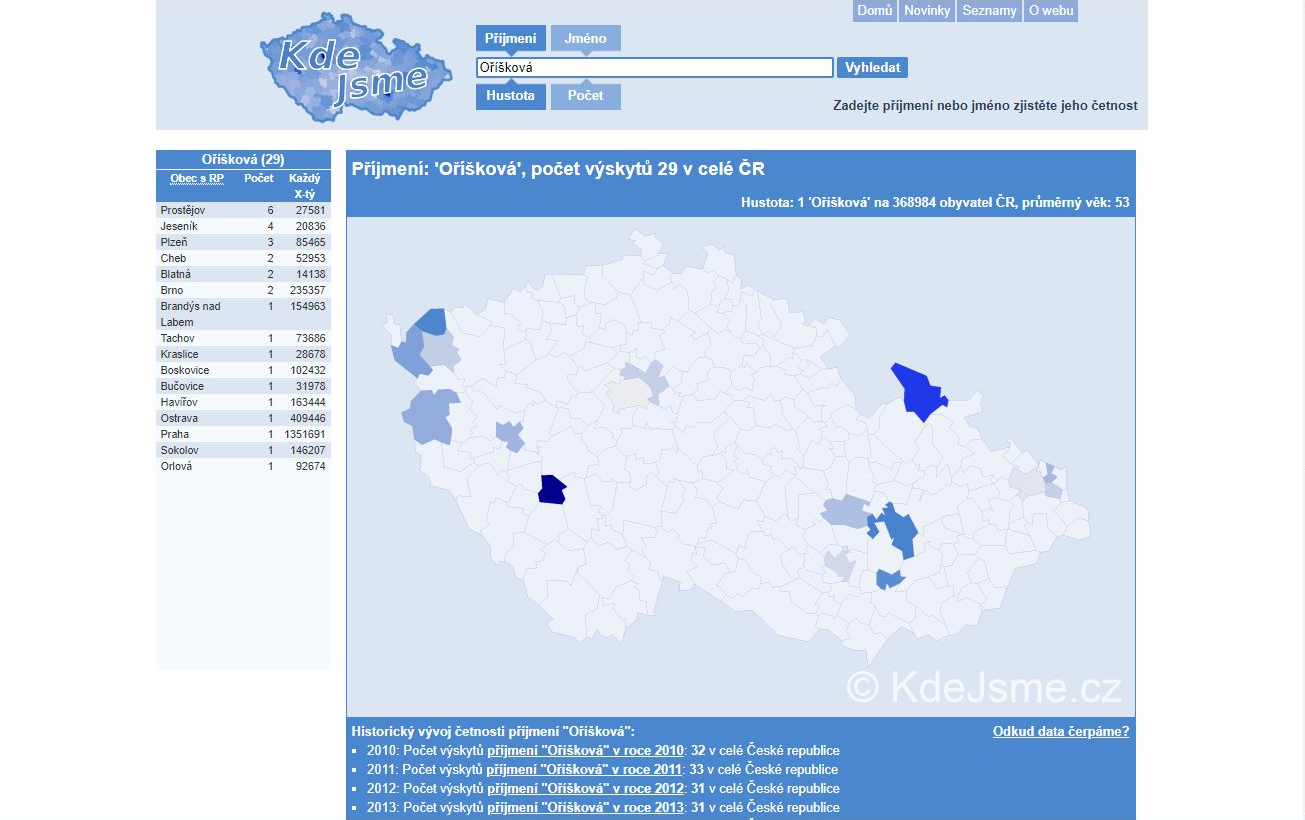 Domů Novinky Seznamy O webu
Kde
Jsme
Příjmení Jméno
Oříšková Vyhledat
Hustota Počet
Zadejte příjmení nebo jméno zjistěte jeho četnost
Oříšková (29)
Obec s RP Počet Každý
X-tý
Prostějov 6 27581
Jeseník 4 20836
Plzeň 3 85465
Cheb 2 52953
Blatná 2 14138
Brno 2 235357
Brandýs nad 1 154963
Labem
Tachov 1 73686
Kraslice 1 28678
Boskovice 1 102432
Bučovice 1 31978
Havířov 1 163444
Ostrava 1 409446
Praha 1 1351691
Sokolov 1 146207
Orlová 1 92674
Příjmení: 'Oříšková', počet výskytů 29 v celé ČR
Hustota: 1 'Oříšková' na 368984 obyvatel ČR, průměrný věk: 53
© KdeJsme.cz
Historický vývoj četnosti příjmení "Oříšková": Odkud data čerpáme?
▪ 2010: Počet výskytů příjmení "Oříšková" v roce 2010: 32 v celé České republice
▪ 2011: Počet výskytů příjmení "Oříšková" v roce 2011: 33 v celé České republice
▪ 2012: Počet výskytů příjmení "Oříšková" v roce 2012: 31 v celé České republice
▪ 2013: Počet výskytů příjmení "Oříšková" v roce 2013: 31 v celé České republice